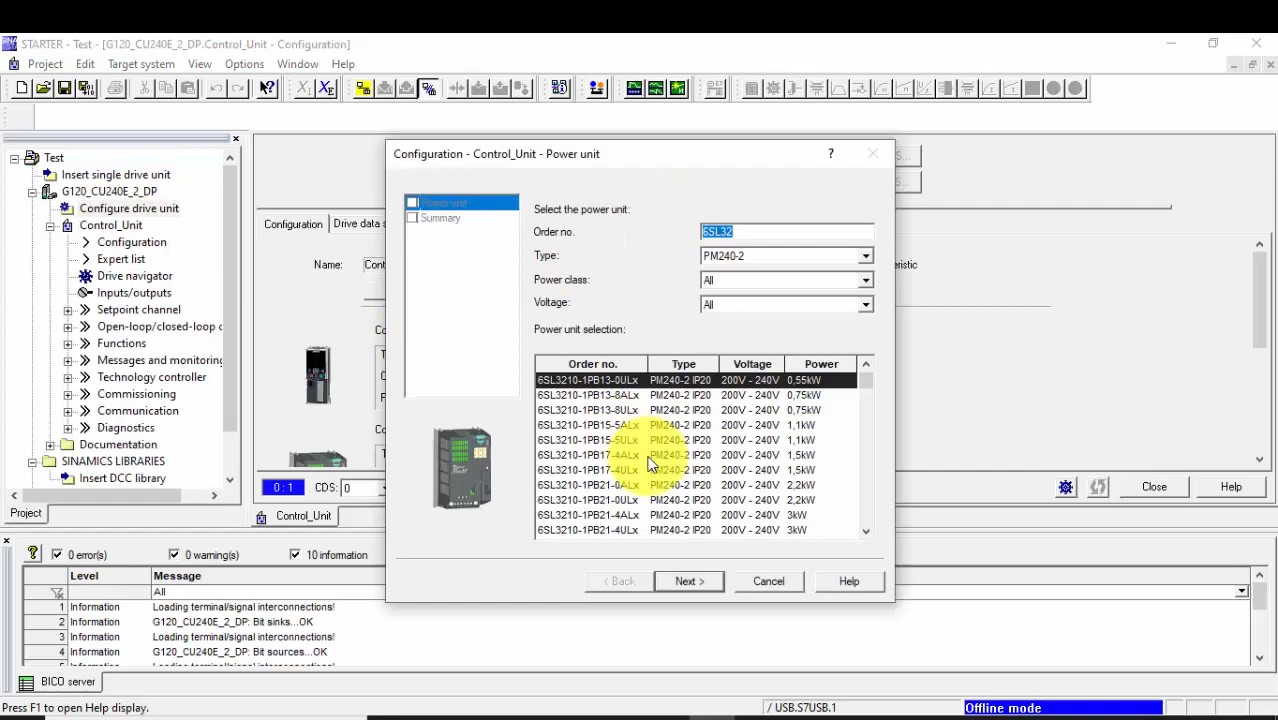 STARTER - Test - [G120_CU240E_2_DP.Control_Unit - Configuration]
Project Edit Target system View Options Window Help
Test
Insert single drive unit
G120_CU240E_2_DP
Configure drive unit
Control_Unit
Configuration
Expert list
Drive navigator
Inputs/outputs
Setpoint channel
Open-loop/closed-loop c
Functions
Messages and monitoring
Technology controller
Commissioning
Communication
Diagnostics
Documentation
SINAMICS LIBRARIES
Insert DCC library
Project
Configuration
Drive data s
Name:
Cont
Co
eristic
Configuration - Control_Unit - Power unit
?
Power unit
Summary
Select the power unit:
Order no. 6SL32
Type: PM240-2
Power class: All
Voltage: All
Power unit selection:
Order no. Type Voltage Power
6SL3210-1PB13-0ULx PM240-2 IP20 200V - 240V 0,55kW
6SL3210-1PB13-8ALx PM240-2 IP20 200V - 240V 0,75kW
6SL3210-1PB13-8ULx PM240-2 IP20 200V - 240V 0,75kW
6SL3210-1PB15-5ALx PM240-2 IP20 200V - 240V 1,1kW
6SL3210-1PB15-5ULx PM240-2 IP20 200V - 240V 1,1kW
6SL3210-1PB17-4ALx PM240-2 IP20 200V - 240V 1,5kW
6SL3210-1PB17-4ULx PM240-2 IP20 200V - 240V 1,5kW
6SL3210-1PB21-0ALx PM240-2 IP20 200V - 240V 2,2kW
6SL3210-1PB21-0ULx PM240-2 IP20 200V - 240V 2,2kW
6SL3210-1PB21-4ALx PM240-2 IP20 200V - 240V 3kW
6SL3210-1PB21-4ULx PM240-2 IP20 200V - 240V 3kW
< Back Next > Cancel Help
0 : 1 CDS: 0
Close Help
Control_Unit
0 error(s) 0 warning(s) 10 information
Level Message
All
1 Information Loading terminal/signal interconnections!
2 Information G120_CU240E_2_DP: Bit sinks...OK
3 Information Loading terminal/signal interconnections!
4 Information G120_CU240E_2_DP: Bit sources...OK
BICO server
Press F1 to open Help display.
/ USB.S7USB.1
Offline mode